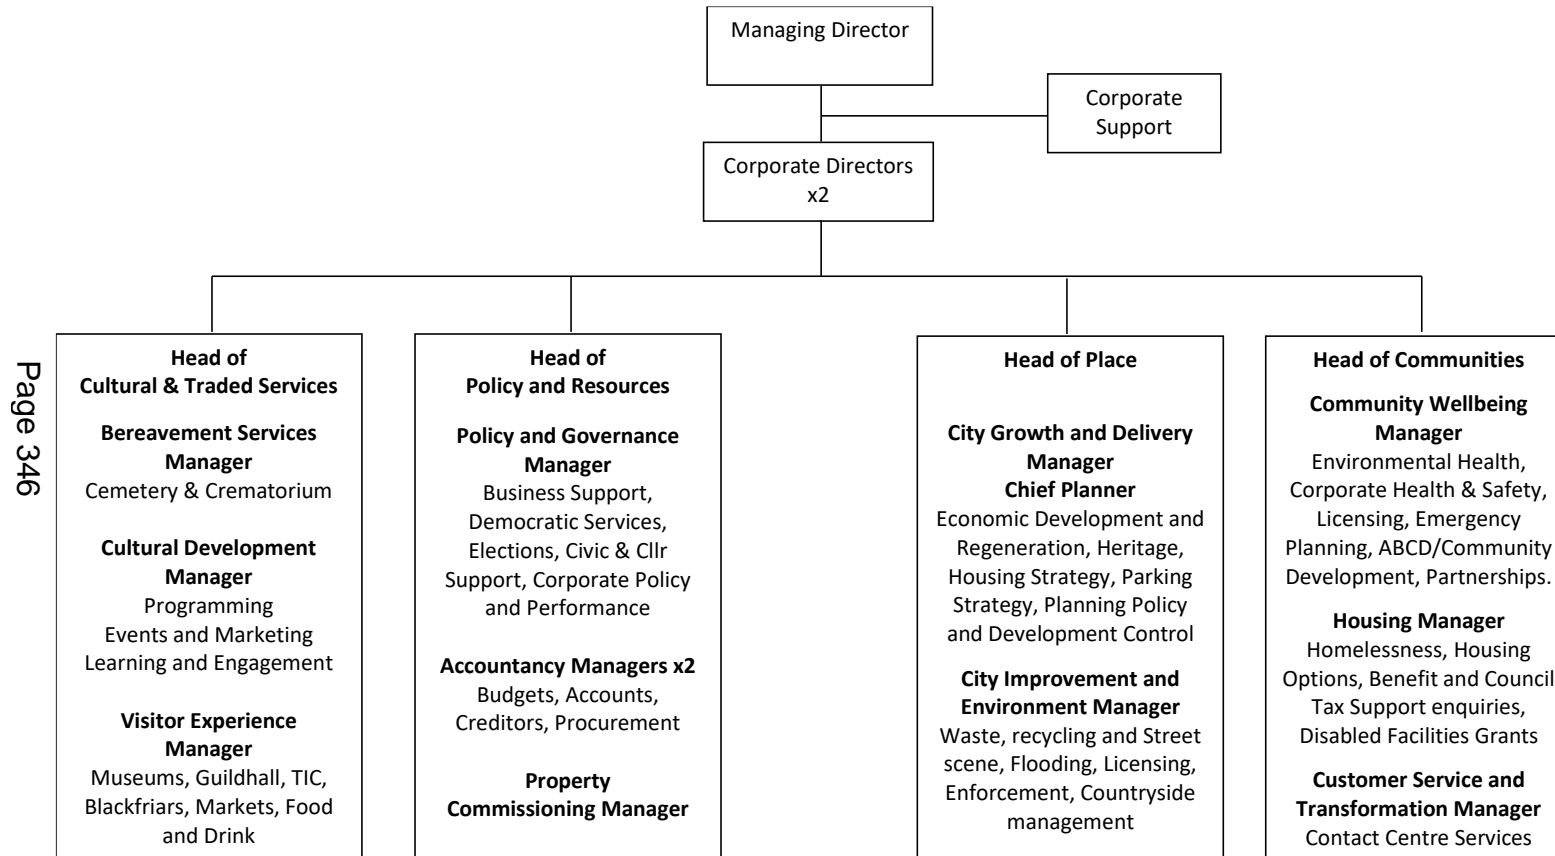 Managing Director
Corporate
Support
Corporate Directors
x2
Page 346
Head of
Cultural & Traded Services
Bereavement Services
Manager
Cemetery & Crematorium
Cultural Development
Manager
Programming
Events and Marketing
Learning and Engagement
Visitor Experience
Manager
Museums, Guildhall, TIC,
Blackfriars, Markets, Food
and Drink
Head of
Policy and Resources
Policy and Governance
Manager
Business Support,
Democratic Services,
Elections, Civic & Cllr
Support, Corporate Policy
and Performance
Accountancy Managers x2
Budgets, Accounts,
Creditors, Procurement
Property
Commissioning Manager
Head of Place
City Growth and Delivery
Manager
Chief Planner
Economic Development and
Regeneration, Heritage,
Housing Strategy, Parking
Strategy, Planning Policy
and Development Control
City Improvement and
Environment Manager
Waste, recycling and Street
scene, Flooding, Licensing,
Enforcement, Countryside
management
Head of Communities
Community Wellbeing
Manager
Environmental Health,
Corporate Health & Safety,
Licensing, Emergency
Planning, ABCD/Community
Development, Partnerships.
Housing Manager
Homelessness, Housing
Options, Benefit and Council
Tax Support enquiries,
Disabled Facilities Grants
Customer Service and
Transformation Manager
Contact Centre Services